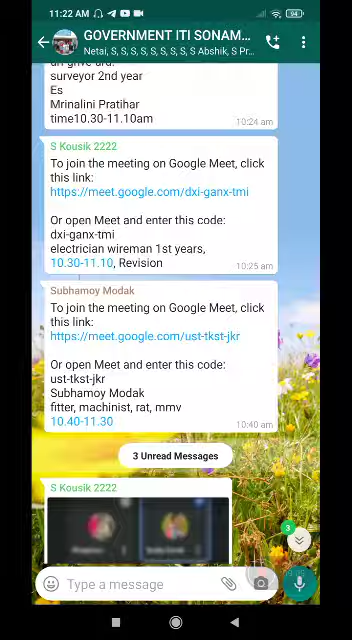 11:22 AM
94
GOVERNMENT ITI SONAM...
Netai, S, S, S, S, S, S, S, S Abshik, S Pr...
surveyor 2nd year
Es
Mrinalini Pratihar
time10.30-11.10am
10:24 am
S Kousik 2222
To join the meeting on Google Meet, click
this link:
https://meet.google.com/dxi-ganx-tmi
Or open Meet and enter this code:
dxi-ganx-tmi
electrician wireman 1st years,
10.30-11.10, Revision
10:25 am
Subhamoy Modak
To join the meeting on Google Meet, click
this link:
https://meet.google.com/ust-tkst-jkr
Or open Meet and enter this code:
ust-tkst-jkr
Subhamoy Modak
fitter, machinist, rat, mmv
10.40-11.30
10:40 am
3 Unread Messages
S Kousik 2222
3
Type a message